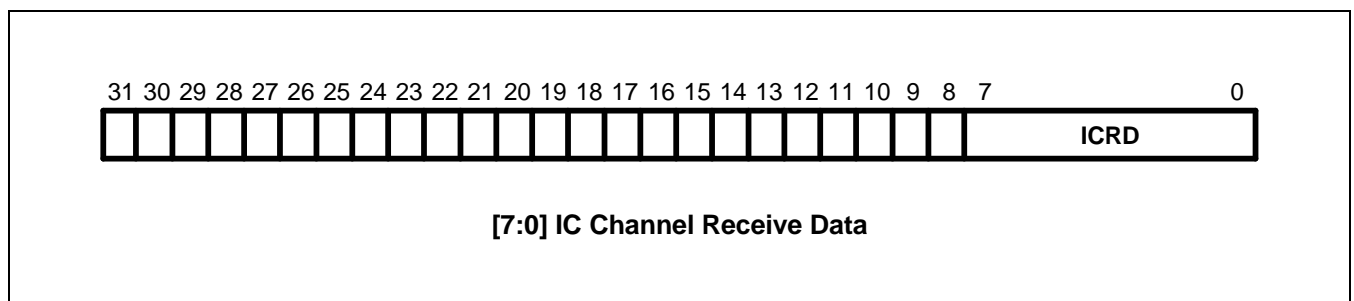 31 30 29 28 27 26 25 24 23 22 21 20 19 18 17 16 15 14 13 12 11 10 9 8 7 0
ICRD
[7:0] IC Channel Receive Data